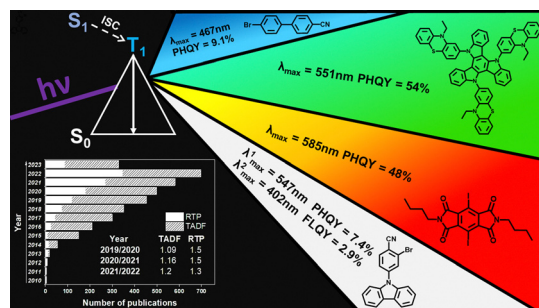 S1 ISC T1
hν
S0
Br CN
λmax = 467nm
PHQY = 9.1%
λmax = 551nm PHQY = 54%
λmax = 585nm PHQY = 48%
λ1max = 547nm PHQY = 7.4%
λ2max = 402nm FLQY = 2.9%
CN
Br
N
N
S
N
S
N
N
N
S
N
O
O
N
N
O
O
Year
2023
2022
2021
2020
2019
2018
2017
2016
2015
2014
2013
2012
2011
2010
RTP
TADF
Year TADF RTP
2019/2020 1.09 1.5
2020/2021 1.16 1.5
2021/2022 1.2 1.3
0 100 200 300 400 500 600 700
Number of publications